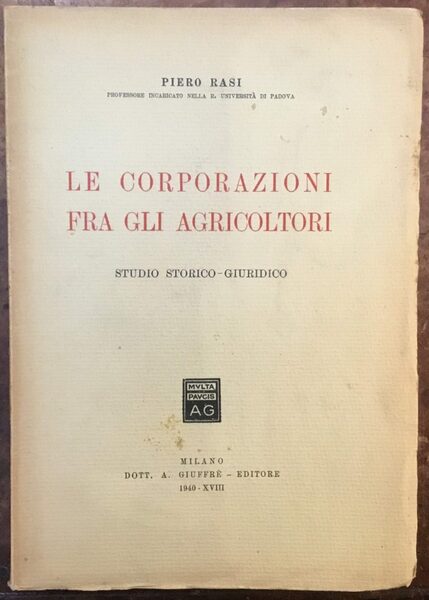 PIERO RASI
PROFESSORE INCARICATO NELLA R. UNIVERSITÀ DI PADOVA
LE CORPORAZIONI
FRA GLI AGRICOLTORI
STUDIO STORICO-GIURIDICO
MVLTA
PAVCIS
AG
MILANO
DOTT. A. GIUFFRÈ - EDITORE
1940 - XVIII